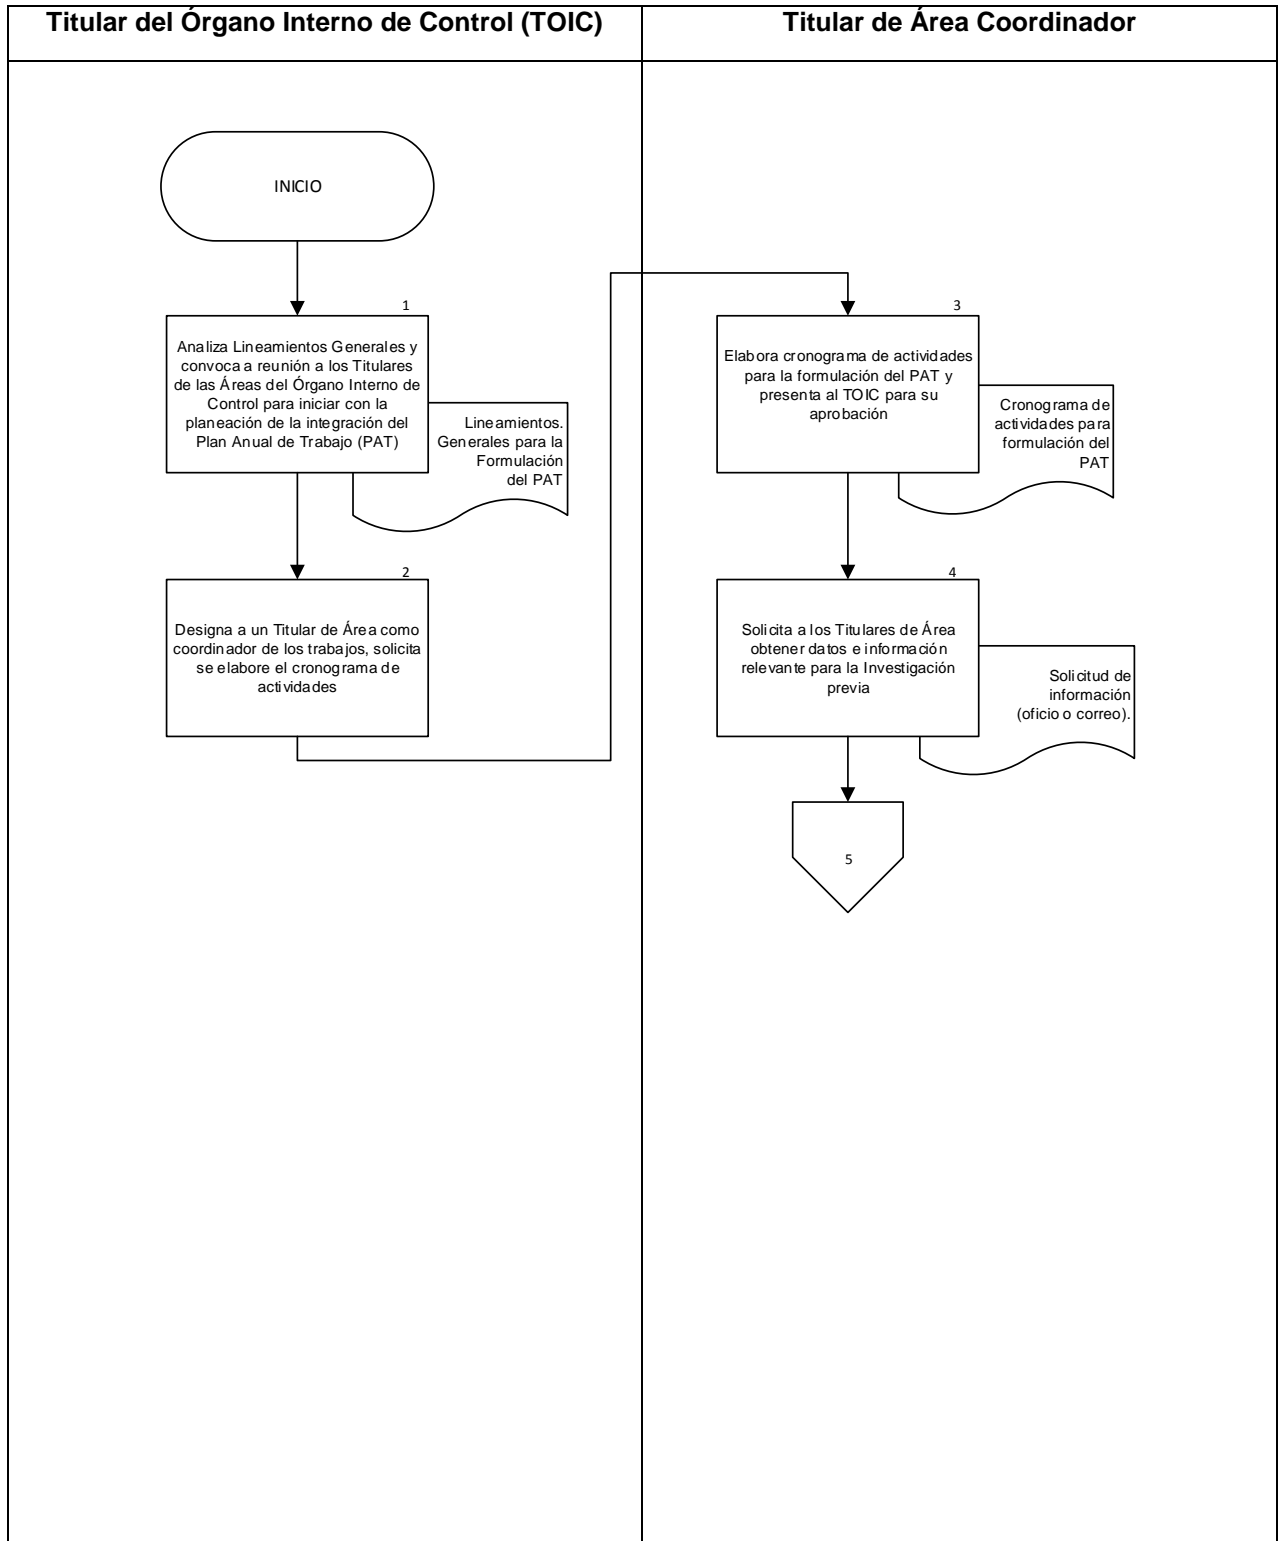 Titular del Órgano Interno de Control (TOIC)
Titular de Área Coordinador
INICIO
1
Analiza Lineamientos Generales y
convoca a reunión a los Titulares
de las Áreas del Órgano Interno de
Control para iniciar con la
planeación de la integración del
Plan Anual de Trabajo (PAT)
Lineamientos.
Generales para la
Formulación
del PAT
2
Designa a un Titular de Área como
coordinador de los trabajos, solicita
se elabore el cronograma de
actividades
3
Elabora cronograma de actividades
para la formulación del PAT y
presenta al TOIC para su
aprobación
Cronograma de
actividades para
formulación del
PAT
4
Solicita a los Titulares de Área
obtener datos e información
relevante para la Investigación
previa
Solicitud de
información
(oficio o correo).
5